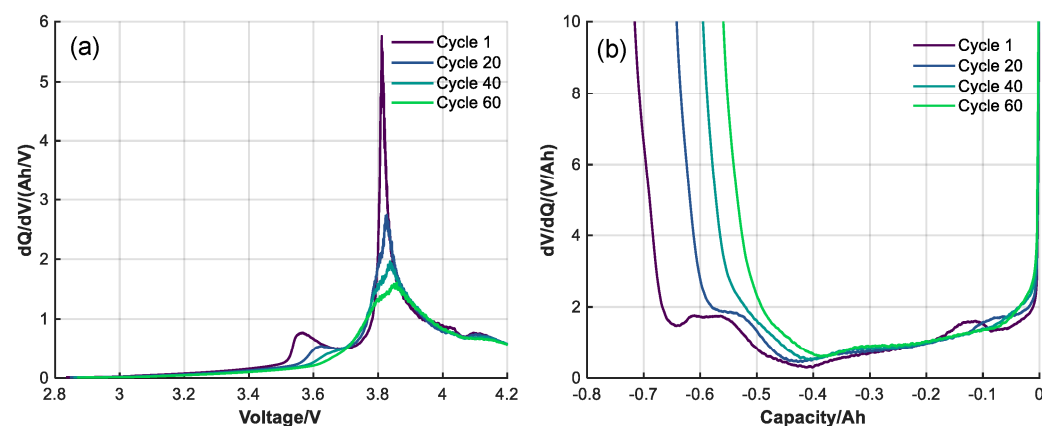 (a)
Cycle 1
Cycle 20
Cycle 40
Cycle 60
dQ/dV/(Ah/V)
6
5
4
3
2
1
0
2.8 3 3.2 3.4 3.6 3.8 4 4.2
Voltage/V
(b)
Cycle 1
Cycle 20
Cycle 40
Cycle 60
dV/dQ/(V/Ah)
10
8
6
4
2
0
-0.8 -0.7 -0.6 -0.5 -0.4 -0.3 -0.2 -0.1 0
Capacity/Ah